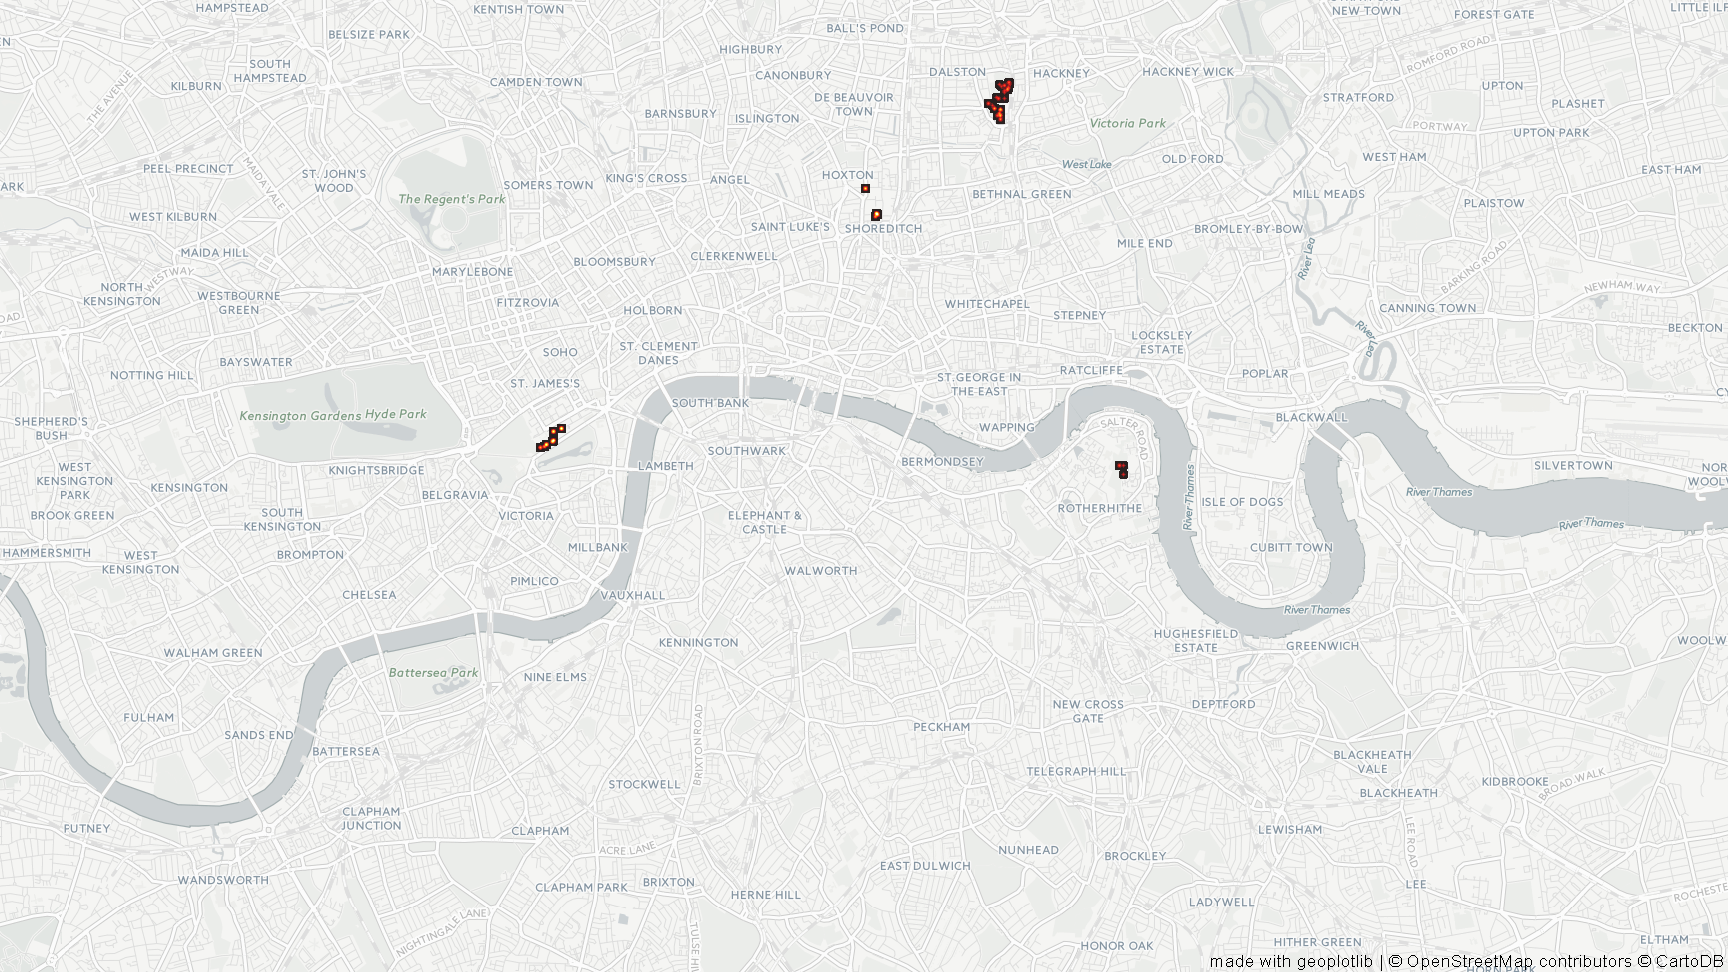 KENTISH TOWN
STRATFORD
NEW TOWN
LITTLE ILF
HAMPSTEAD
FOREST GATE
BALL'S POND
BELSIZE PARK
EN
HIGHBURY
ROMFORD ROAD
SOUTH
HAMPSTEAD
CANONBURY
DALSTON
HACKNEY
HACKNEY WICK
CAMDEN TOWN
KILBURN
UPTON
THE AVENUE
DE BEAUVOIR
TOWN
STRATFORD
PLASHET
BARNSBURY
ISLINGTON
Victoria Park
PORTWAY
UPTON PARK
WEST HAM
PEEL PRECINCT
MAIDA VALE
ST. JOHN'S
WOOD
KING'S CROSS
ANGEL
HOXTON
West Lake
OLD FORD
EAST HAM
ARK
SOMERS TOWN
The Regent's Park
BETHNAL GREEN
MILL MEADS
PLAISTOW
WEST KILBURN
SAINT LUKE'S
SHOREDITCH
BROMLEY-BY-BOW
MILE END
MAIDA HILL
CLERKENWELL
BLOOMSBURY
River Lea
BARKING ROAD
MARYLEBONE
WESTWAY
NORTH
KENSINGTON
WESTBOURNE
GREEN
FITZROVIA
HOLBORN
WHITECHAPEL
STEPNEY
CANNING TOWN
NEWHAM WAY
ROAD
BECKTON
River Lea
LOCKSLEY
ESTATE
SOHO
ST. CLEMENT
DANES
BAYSWATER
NOTTING HILL
ST. JAMES'S
ST.GEORGE IN
THE-EAST
RATCLIFFE
POPLAR
SOUTH BANK
Kensington Gardens
Hyde Park
BLACKWALL
SHEPHERD'S
BUSH
WAPPING
SALTER ROAD
KNIGHTSBRIDGE
LAMBETH
SOUTHWARK
BERMONDSEY
SILVERTOWN
WEST
KENSINGTON
PARK
KENSINGTON
BELGRAVIA
River Thames
River Thames
ISLE OF DOGS
NOR
WOOLW
BROOK GREEN
SOUTH
KENSINGTON
VICTORIA
ELEPHANT &
CASTLE
ROTHERHITHE
River Thames
HAMMERSMITH
WEST
KENSINGTON
BROMPTON
MILLBANK
CUBITT TOWN
PIMLICO
WALWORTH
CHELSEA
VAUXHALL
River Thames
KENNINGTON
HUGHESFIELD
ESTATE
GREENWICH
WOOLW
WALHAM GREEN
Battersea Park
NINE ELMS
FULHAM
NEW CROSS
GATE
DEPTFORD
SANDS END
BATTERSEA
BRIXTON ROAD
PECKHAM
BLACKHEATH
VALE
TELEGRAPH HILL
STOCKWELL
KIDBROOKE
BROAD WALK
BLACKHEATH
CLAPHAM
JUNCTION
FUTNEY
CLAPHAM
LEWISHAM
ACRE LANE
NUNHEAD
LEE ROAD
EAST DULWICH
BROCKLEY
WANDSWORTH
CLAPHAM PARK
BRIXTON
HERNE HILL
LEE
ROCHESTE
LADYWELL
NIGHTINGALE LANE
TULSE HI
HONOR OAK
HITHER GREEN
ELTHAM
HORN PARK
made with geoplotlib | © OpenStreetMap contributors © CartoDB